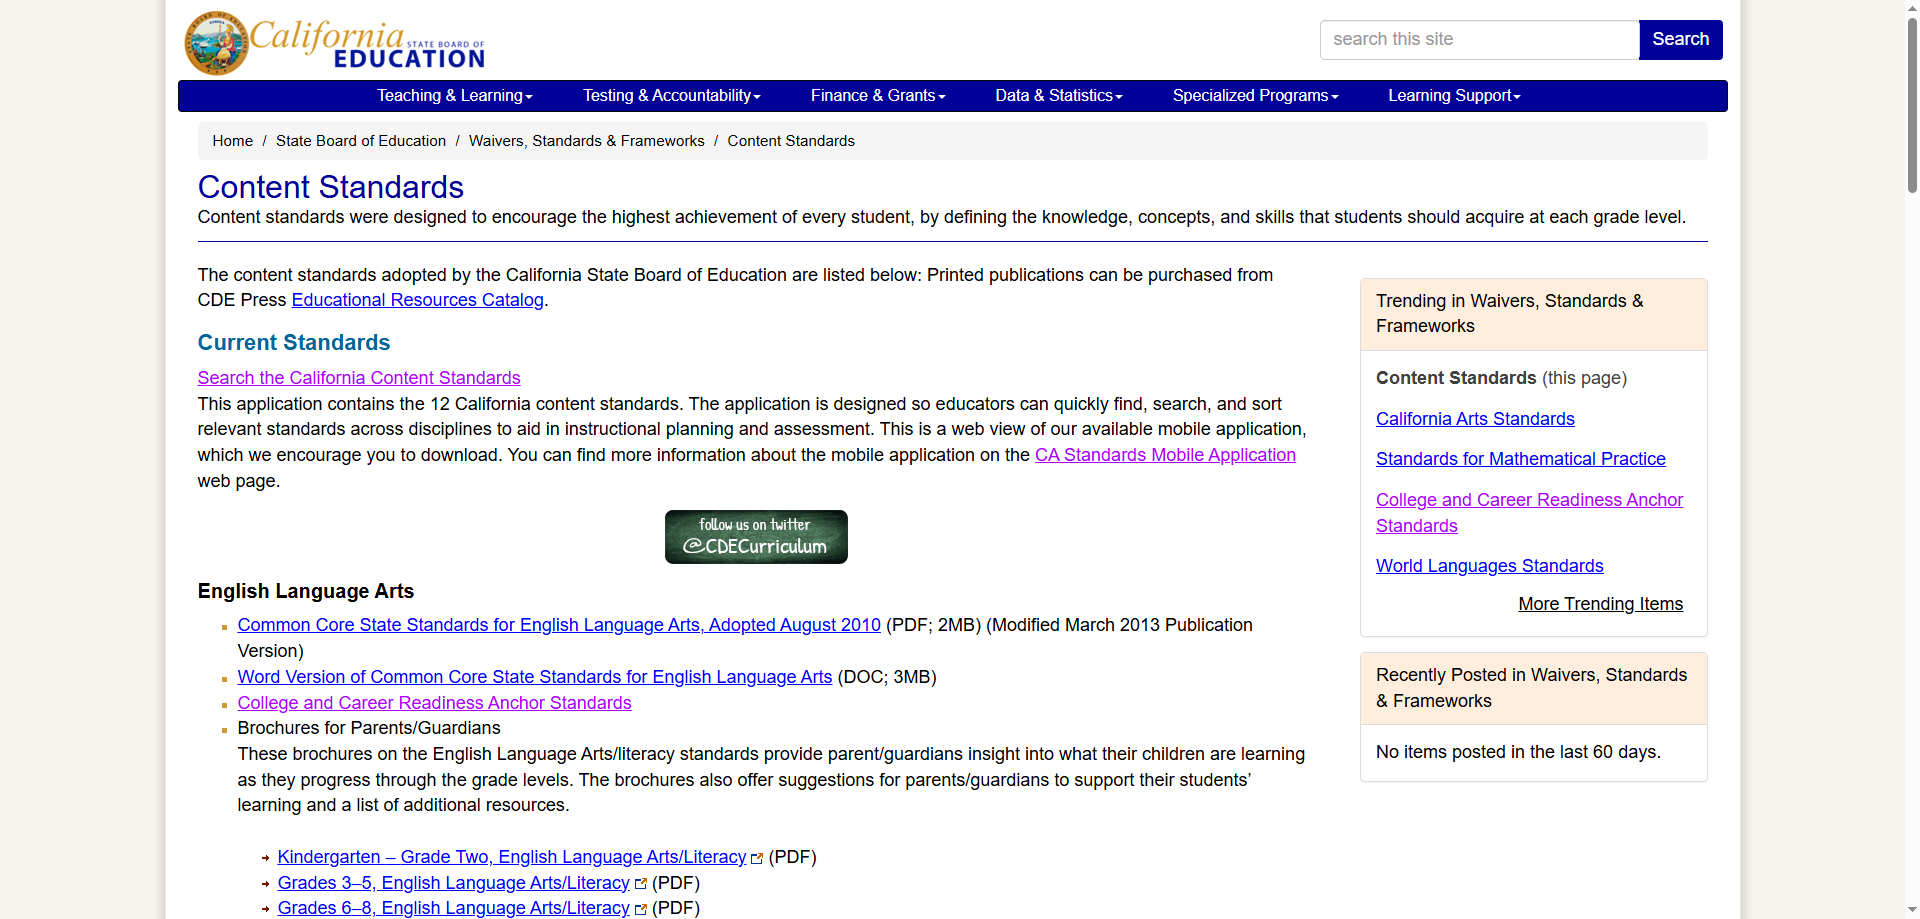 California STATE BOARD OF
EDUCATION
search this site
Search
Teaching & Learning
Testing & Accountability
Finance & Grants
Data & Statistics
Specialized Programs
Learning Support
Home / State Board of Education / Waivers, Standards & Frameworks / Content Standards
Content Standards
Content standards were designed to encourage the highest achievement of every student, by defining the knowledge, concepts, and skills that students should acquire at each grade level.
The content standards adopted by the California State Board of Education are listed below: Printed publications can be purchased from
CDE Press Educational Resources Catalog.
Current Standards
Search the California Content Standards
This application contains the 12 California content standards. The application is designed so educators can quickly find, search, and sort
relevant standards across disciplines to aid in instructional planning and assessment. This is a web view of our available mobile application,
which we encourage you to download. You can find more information about the mobile application on the CA Standards Mobile Application
web page.
follow us on twitter
@CDECurriculum
English Language Arts
Common Core State Standards for English Language Arts, Adopted August 2010 (PDF; 2MB) (Modified March 2013 Publication
Version)
Word Version of Common Core State Standards for English Language Arts (DOC; 3MB)
College and Career Readiness Anchor Standards
Brochures for Parents/Guardians
These brochures on the English Language Arts/literacy standards provide parent/guardians insight into what their children are learning
as they progress through the grade levels. The brochures also offer suggestions for parents/guardians to support their students’
learning and a list of additional resources.
Kindergarten – Grade Two, English Language Arts/Literacy (PDF)
Grades 3–5, English Language Arts/Literacy (PDF)
Grades 6–8, English Language Arts/Literacy (PDF)
Trending in Waivers, Standards &
Frameworks
Content Standards (this page)
California Arts Standards
Standards for Mathematical Practice
College and Career Readiness Anchor
Standards
World Languages Standards
More Trending Items
Recently Posted in Waivers, Standards
& Frameworks
No items posted in the last 60 days.